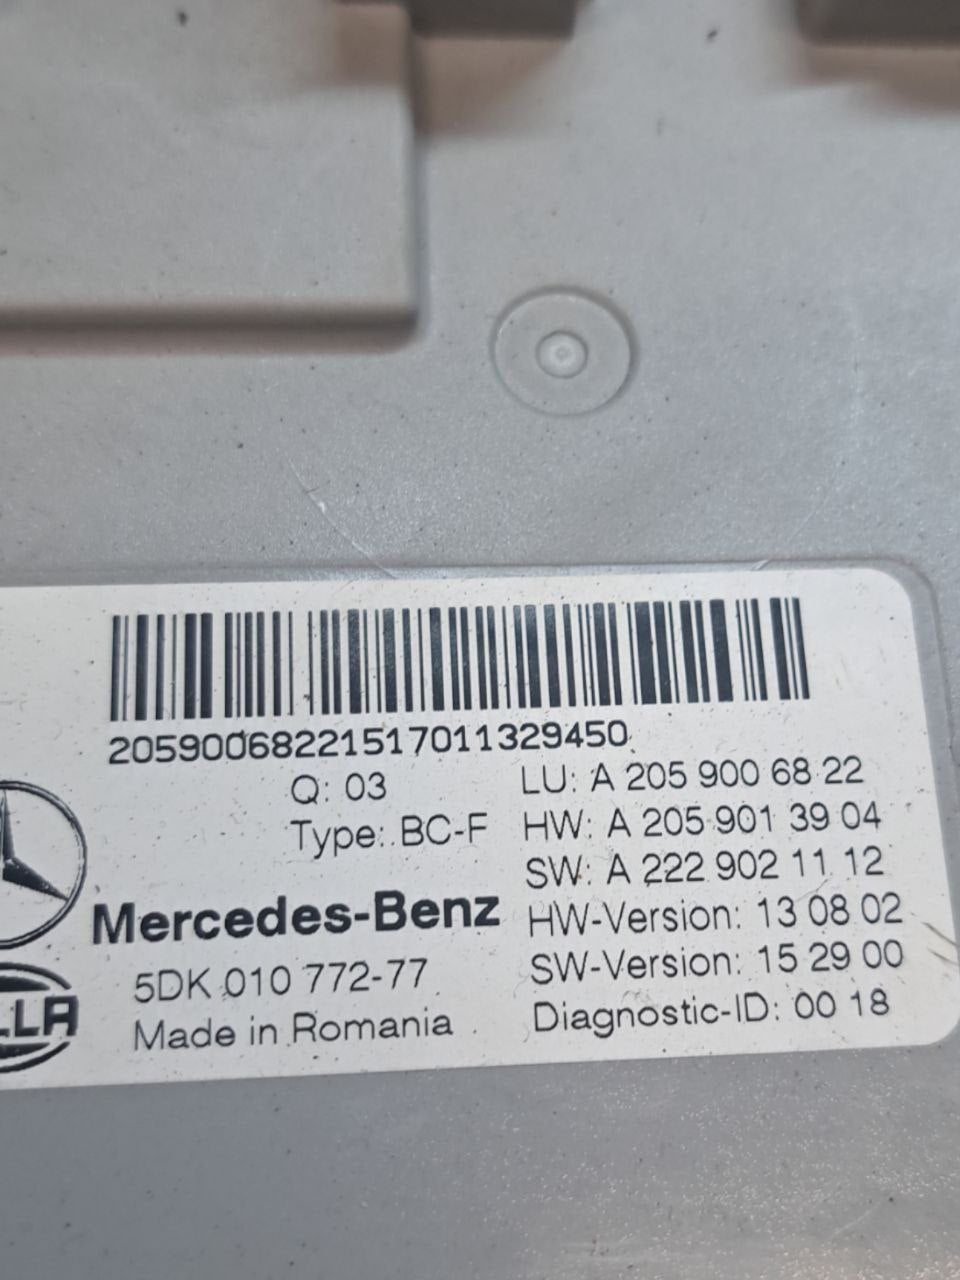 20590068221517011329450
Q: 03
Type: BC-F
LU: A 205 900 68 22
HW: A 205 901 39 04
SW: A 222 902 11 12
HW-Version: 13 08 02
SW-Version: 15 29 00
Diagnostic-ID: 00 18
Mercedes-Benz
5DK 010 772-77
Made in Romania
LLA